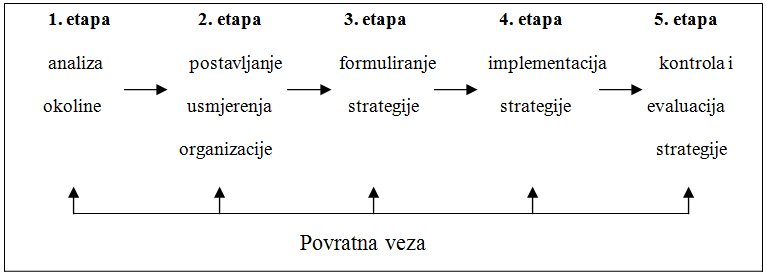 1. etapa 2. etapa 3. etapa 4. etapa 5. etapa
analiza postavljanje formuliranje implementacija kontrola i
okoline usmjerenja strategije strategije evaluacija
organizacije strategije
Povratna veza